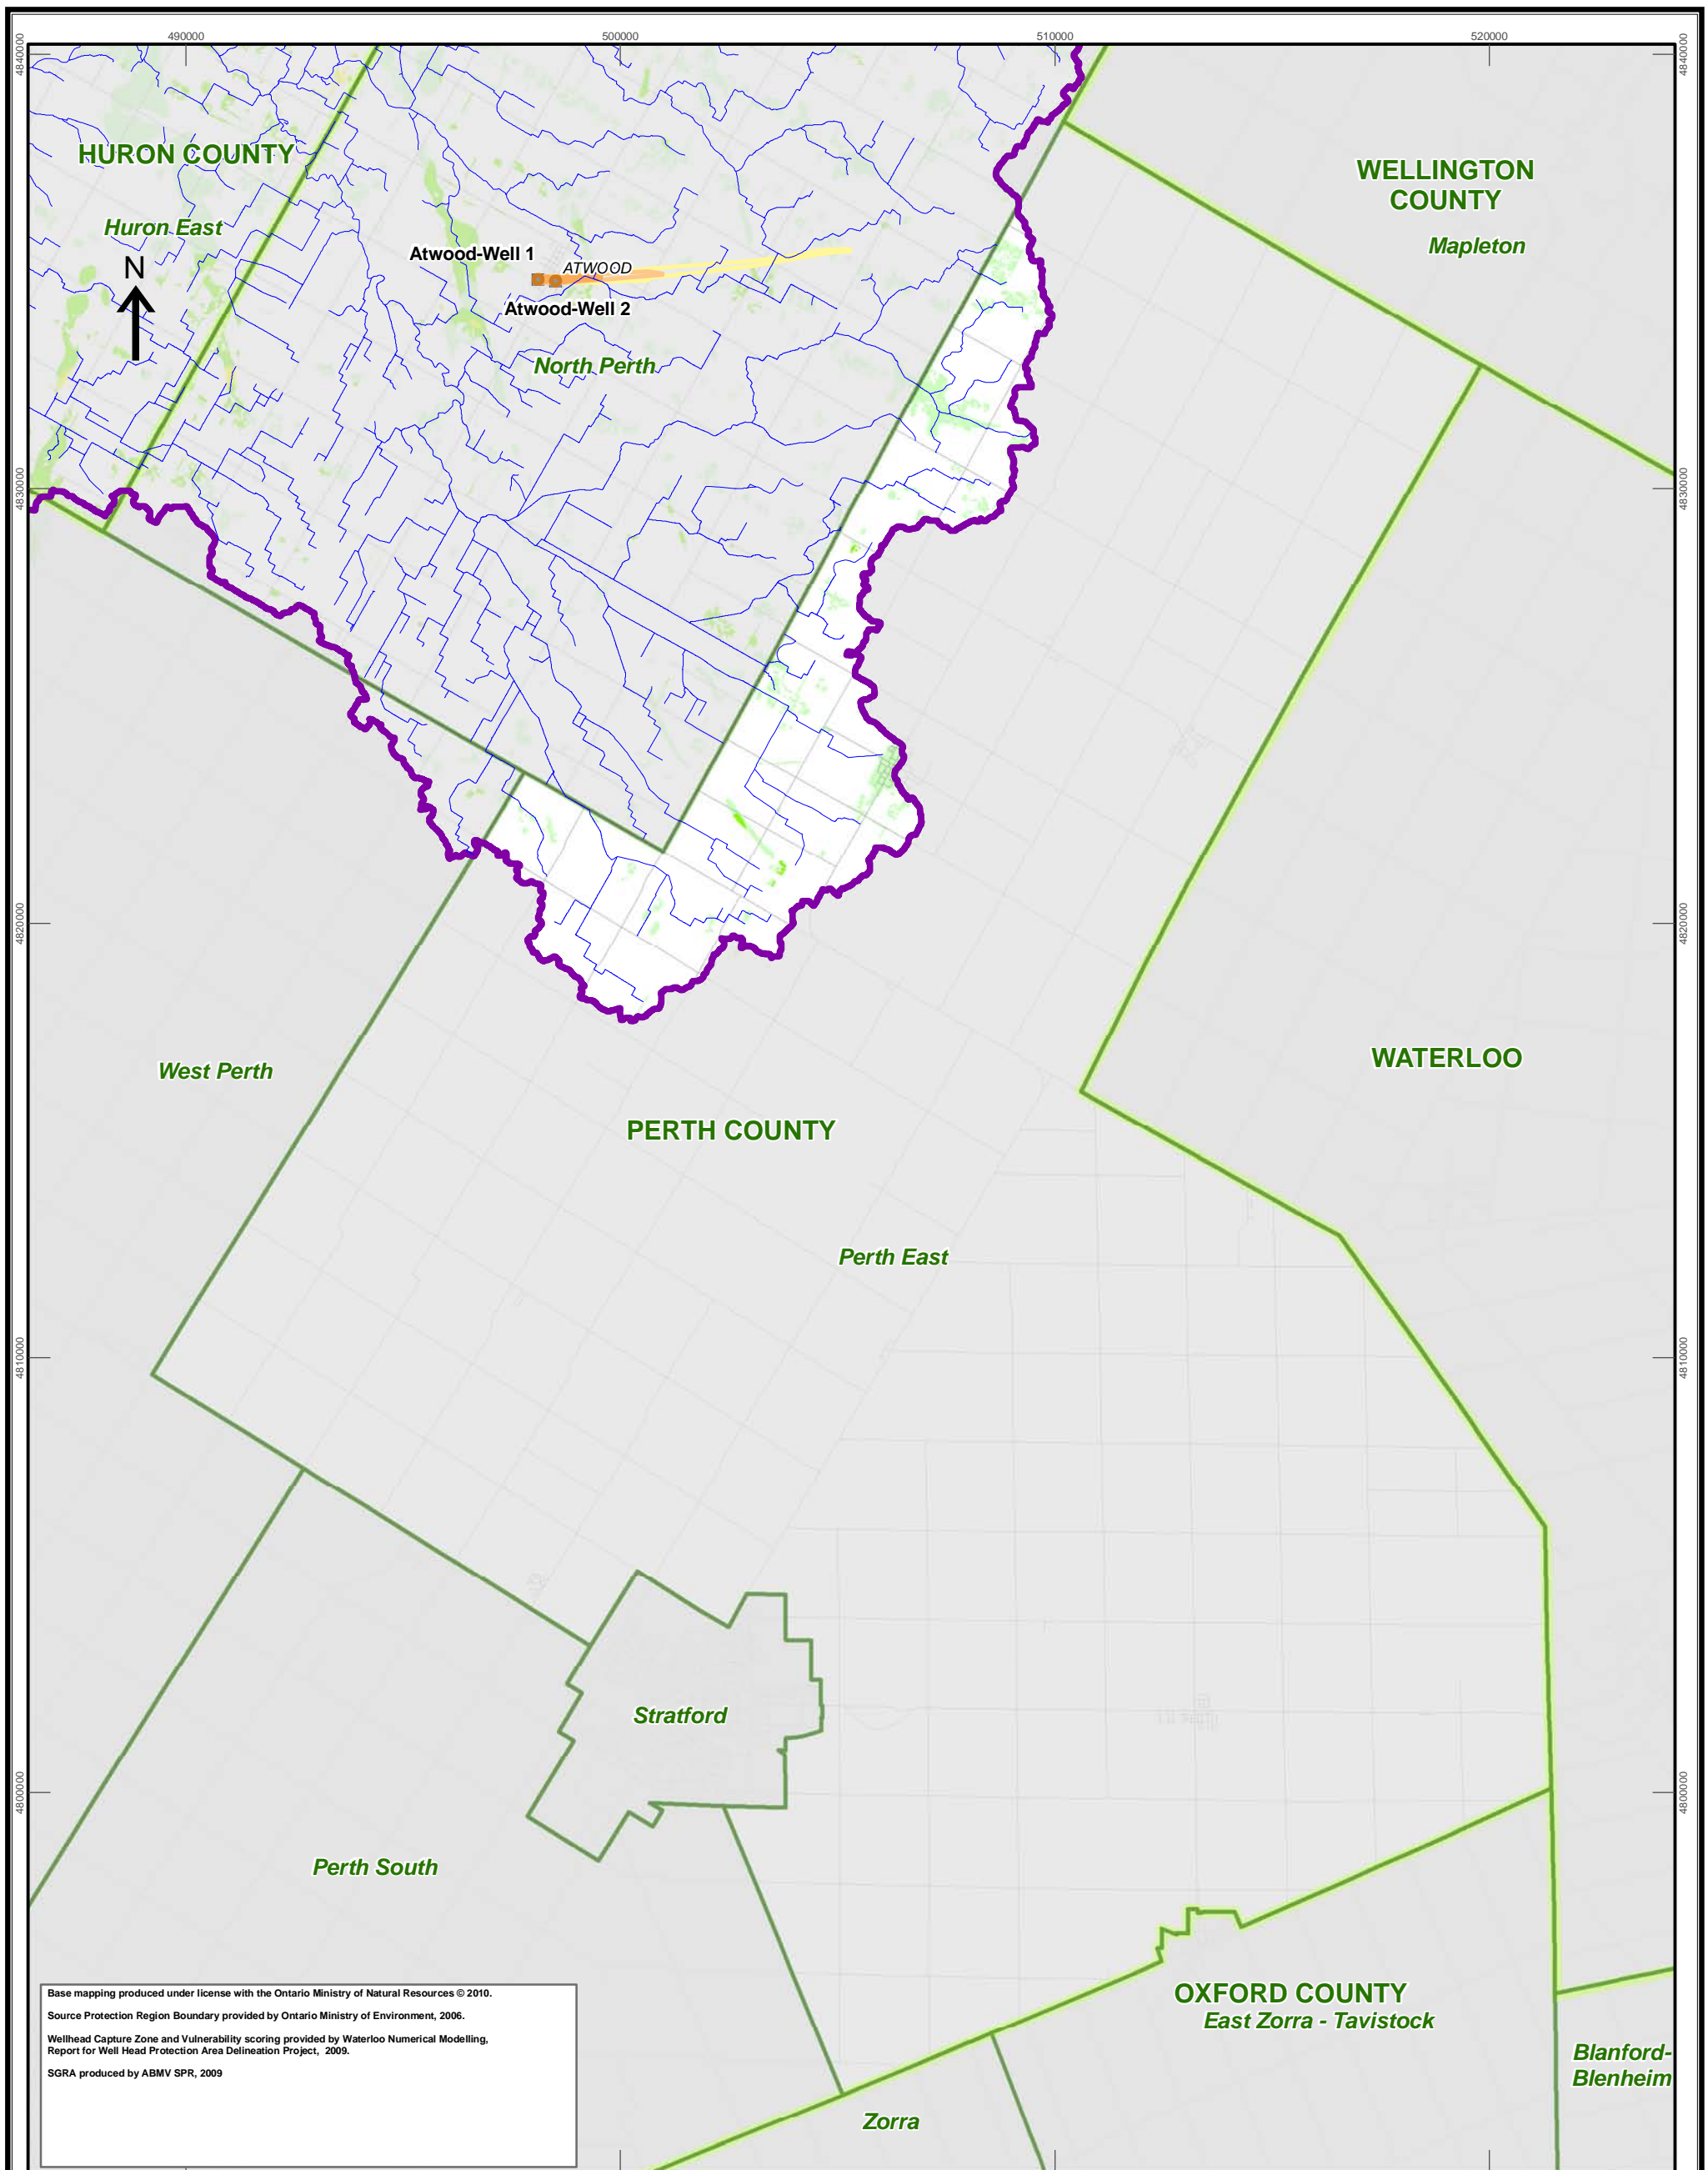 490000
500000
510000
520000
4840000
4840000
HURON COUNTY
WELLINGTON
COUNTY
Huron East
Mapleton
Atwood-Well 1
N
ATWOOD
Atwood-Well 2
North Perth
4830000
4830000
4820000
4820000
West Perth
WATERLOO
PERTH COUNTY
Perth East
4810000
4810000
Stratford
4800000
4800000
Perth South
Base mapping produced under license with the Ontario Ministry of Natural Resources © 2010.
Source Protection Region Boundary provided by Ontario Ministry of Environment, 2006.
Wellhead Capture Zone and Vulnerability scoring provided by Waterloo Numerical Modelling,
Report for Well Head Protection Area Delineation Project, 2009.
SGRA produced by ABMV SPR, 2009
OXFORD COUNTY
East Zorra - Tavistock
Blanford-
Blenheim
Zorra